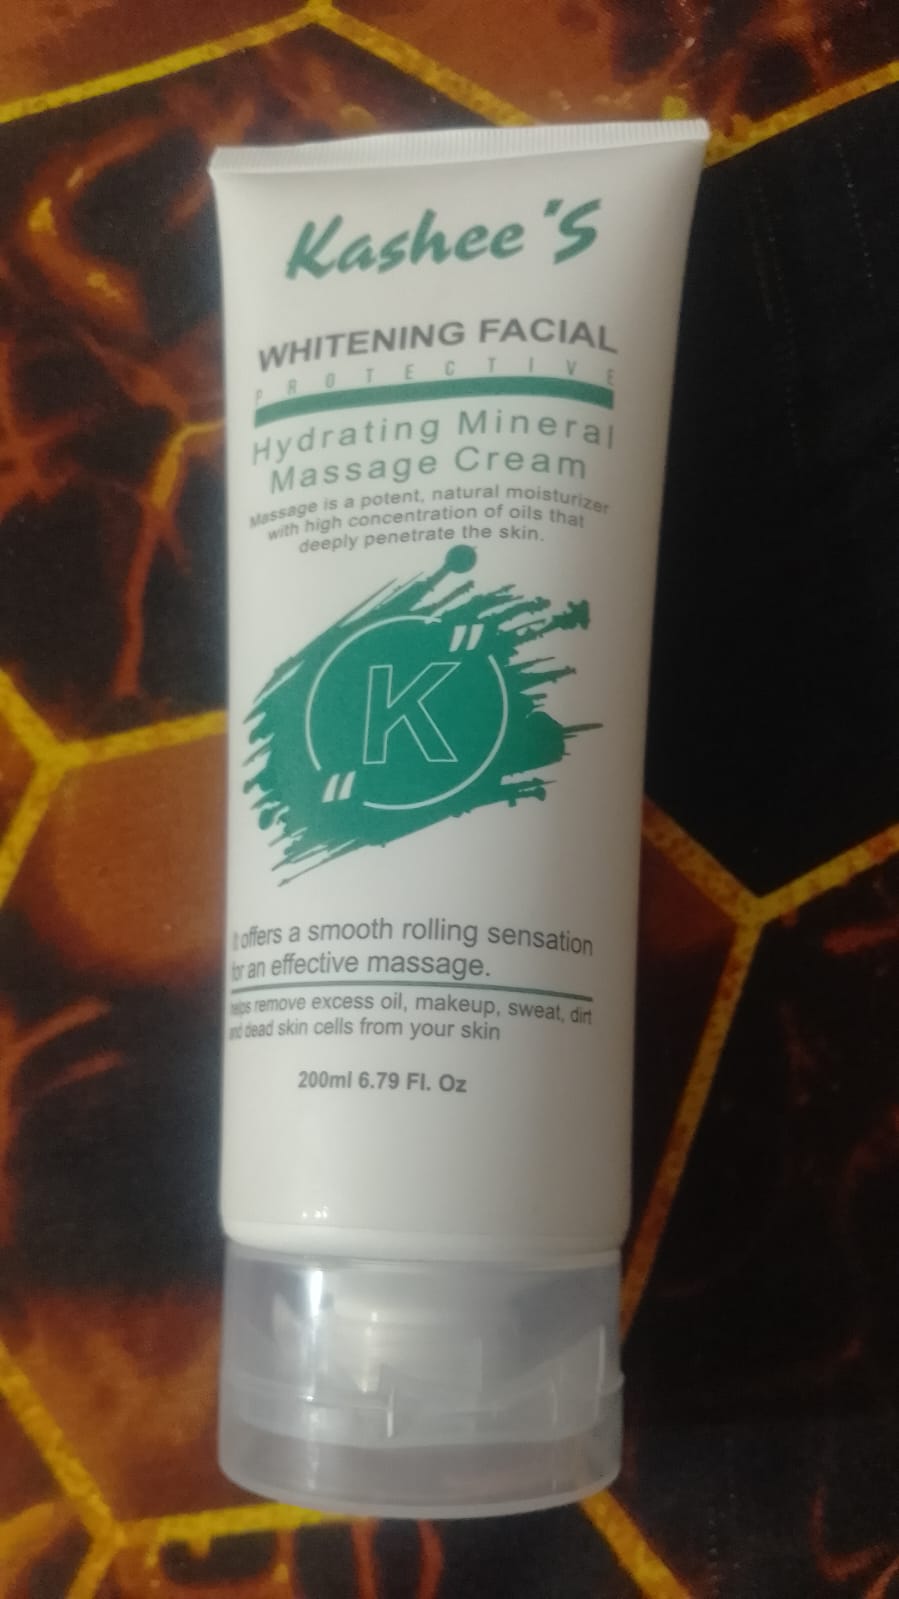 Kashee'S
WHITENING FACIAL
PROTECTIVE
Hydrating Mineral
Massage Cream
Massage is a potent, natural moisturizer
with high concentration of oils that
deeply penetrate the skin.
"K"
It offers a smooth rolling sensation
for an effective massage.
helps remove excess oil, makeup, sweat, dirt
and dead skin cells from your skin
200ml 6.79 Fl. Oz